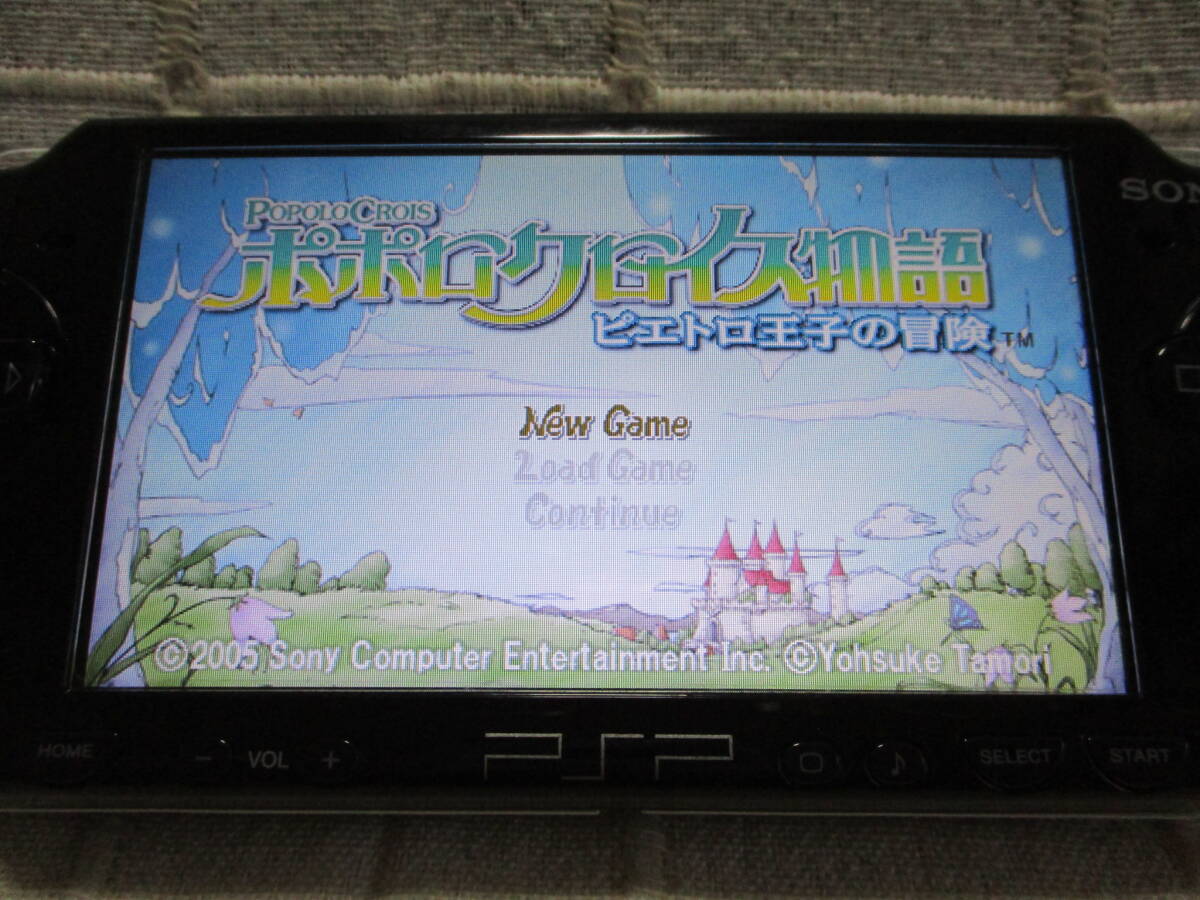 SON
POPOLOCROIS
ポポロクロイス物語
ピエトロ王子の冒険™
New Game
Load Game
Continue
©2005 Sony Computer Entertainment Inc. ©Yohsuke Tamori
HOME
− VOL +
PSP
♪
SELECT
START